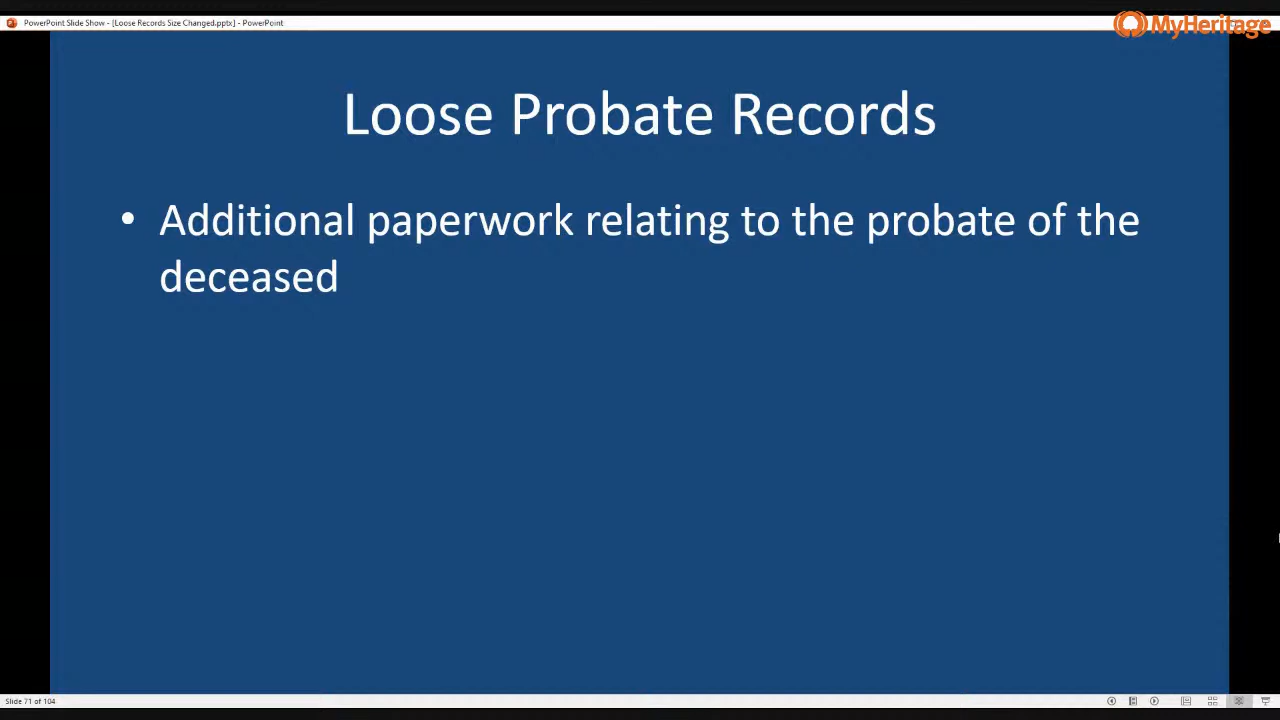 PowerPoint Slide Show - [Loose Records Size Changed.pptx] - PowerPoint
MyHeritage
Loose Probate Records
• Additional paperwork relating to the probate of the
deceased
Slide 71 of 104